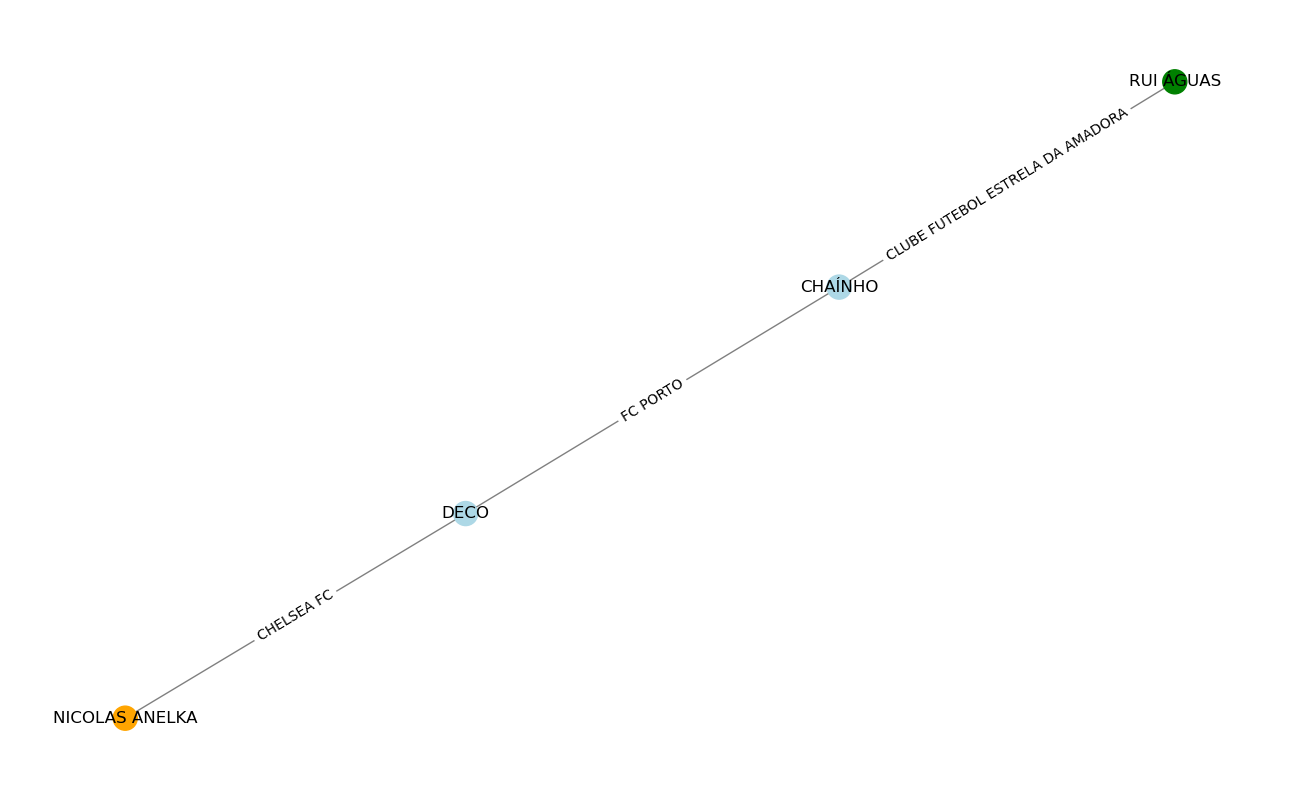 RUI ÁGUAS
CLUBE FUTEBOL ESTRELA DA AMADORA
CHAÍNHO
FC PORTO
DECO
CHELSEA FC
NICOLAS ANELKA